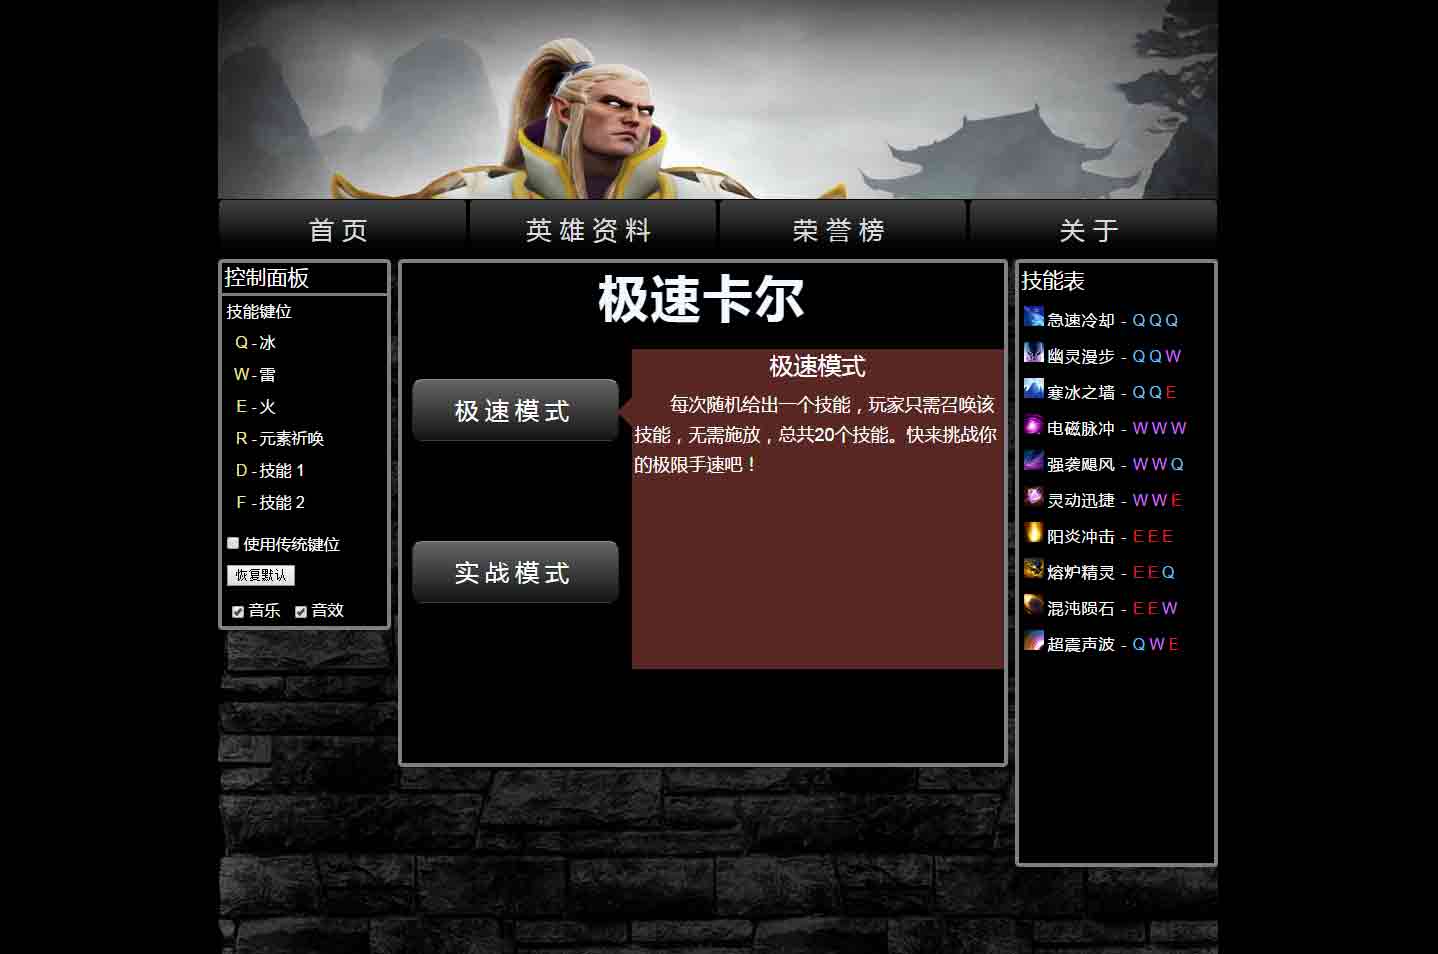 首页 英雄资料 荣誉榜 关于
控制面板
技能键位
Q - 冰
W - 雷
E - 火
R - 元素祈唤
D - 技能 1
F - 技能 2
使用传统键位
恢复默认
音乐 音效
极速卡尔
极速模式
实战模式
极速模式
每次随机给出一个技能，玩家只需召唤该
技能，无需施放，总共20个技能。快来挑战你
的极限手速吧！
技能表
急速冷却 - Q Q Q
幽灵漫步 - Q Q W
寒冰之墙 - Q Q E
电磁脉冲 - W W W
强袭飓风 - W W Q
灵动迅捷 - W W E
阳炎冲击 - E E E
熔炉精灵 - E E Q
混沌陨石 - E E W
超震声波 - Q W E